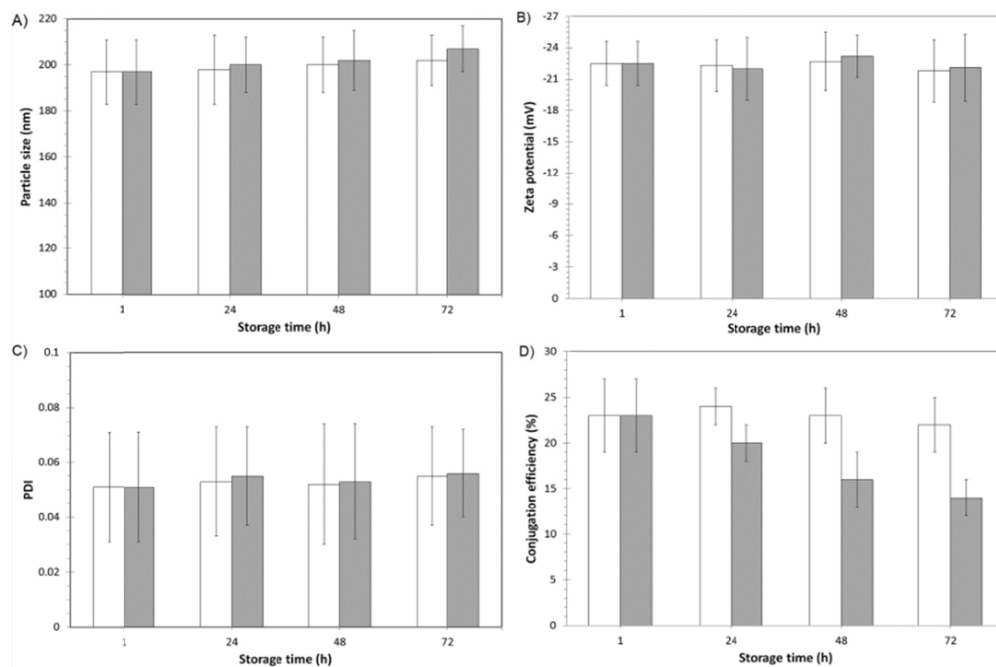 A)
220
200
180
160
140
120
100
Particle size (nm)
1 24 48 72
Storage time (h)
B)
-27
-24
-21
-18
-15
-12
-9
-6
-3
0
Zeta potential (mV)
1 24 48 72
Storage time (h)
C)
0.1
0.08
0.06
0.04
0.02
0
PDI
1 24 48 72
Storage time (h)
D)
30
25
20
15
10
5
0
Conjugation efficiency (%)
1 24 48 72
Storage time (h)